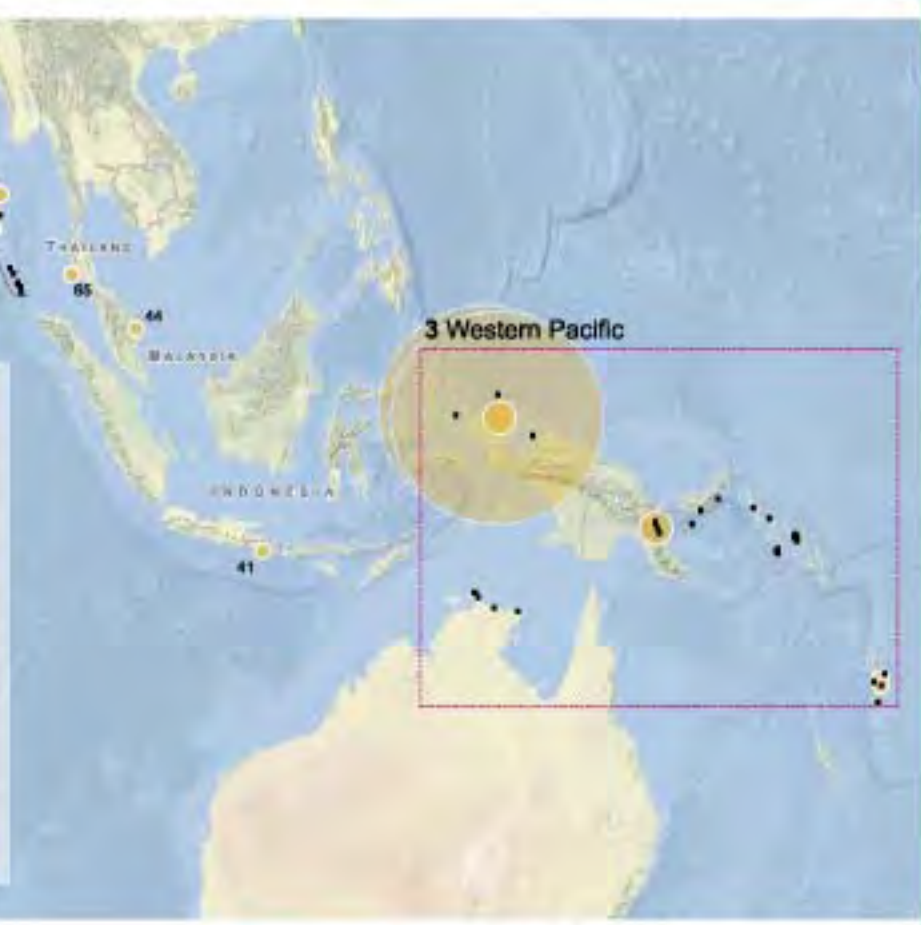 3 Western Pacific
THAILAND
65
44
MALAYSIA
INDONESIA
41